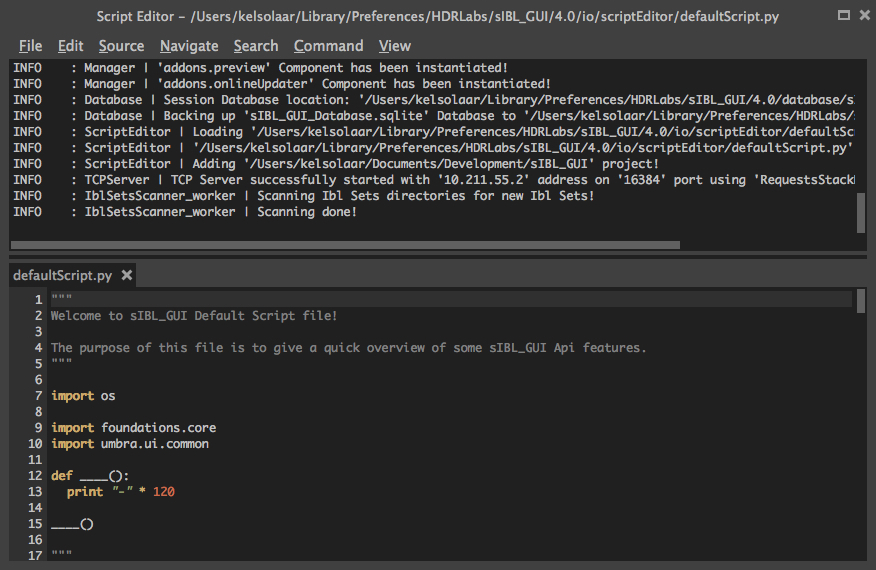 Script Editor – /Users/kelsolaar/Library/Preferences/HDRLabs/sIBL_GUI/4.0/io/scriptEditor/defaultScript.py
File Edit Source Navigate Search Command View
INFO    : Manager | 'addons.preview' Component has been instantiated!
INFO    : Manager | 'addons.onlineUpdater' Component has been instantiated!
INFO    : Database | Session Database location: '/Users/kelsolaar/Library/Preferences/HDRLabs/sIBL_GUI/4.0/database/s
INFO    : Database | Backing up 'sIBL_GUI_Database.sqlite' Database to '/Users/kelsolaar/Library/Preferences/HDRLabs/
INFO    : ScriptEditor | Loading '/Users/kelsolaar/Library/Preferences/HDRLabs/sIBL_GUI/4.0/io/scriptEditor/defaultSc
INFO    : ScriptEditor | '/Users/kelsolaar/Library/Preferences/HDRLabs/sIBL_GUI/4.0/io/scriptEditor/defaultScript.py'
INFO    : ScriptEditor | Adding '/Users/kelsolaar/Documents/Development/sIBL_GUI' project!
INFO    : TCPServer | TCP Server successfully started with '10.211.55.2' address on '16384' port using 'RequestsStack
INFO    : IblSetsScanner_worker | Scanning Ibl Sets directories for new Ibl Sets!
INFO    : IblSetsScanner_worker | Scanning done!
defaultScript.py
1 """
2 Welcome to sIBL_GUI Default Script file!
3
4 The purpose of this file is to give a quick overview of some sIBL_GUI Api features.
5 """
6
7 import os
8
9 import foundations.core
10 import umbra.ui.common
11
12 def ____():
13   print "-" * 120
14
15 ____()
16
17 """